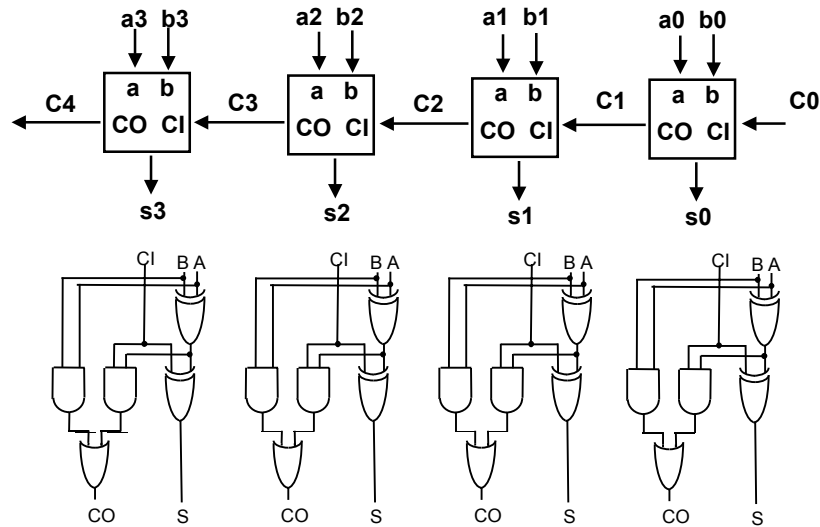 a3 b3 a2 b2 a1 b1 a0 b0
a b a b a b a b
C4 C3 C2 C1 C0
CO CI CO CI CO CI CO CI
s3 s2 s1 s0
CI B A CI B A CI B A CI B A
CO S CO S CO S CO S